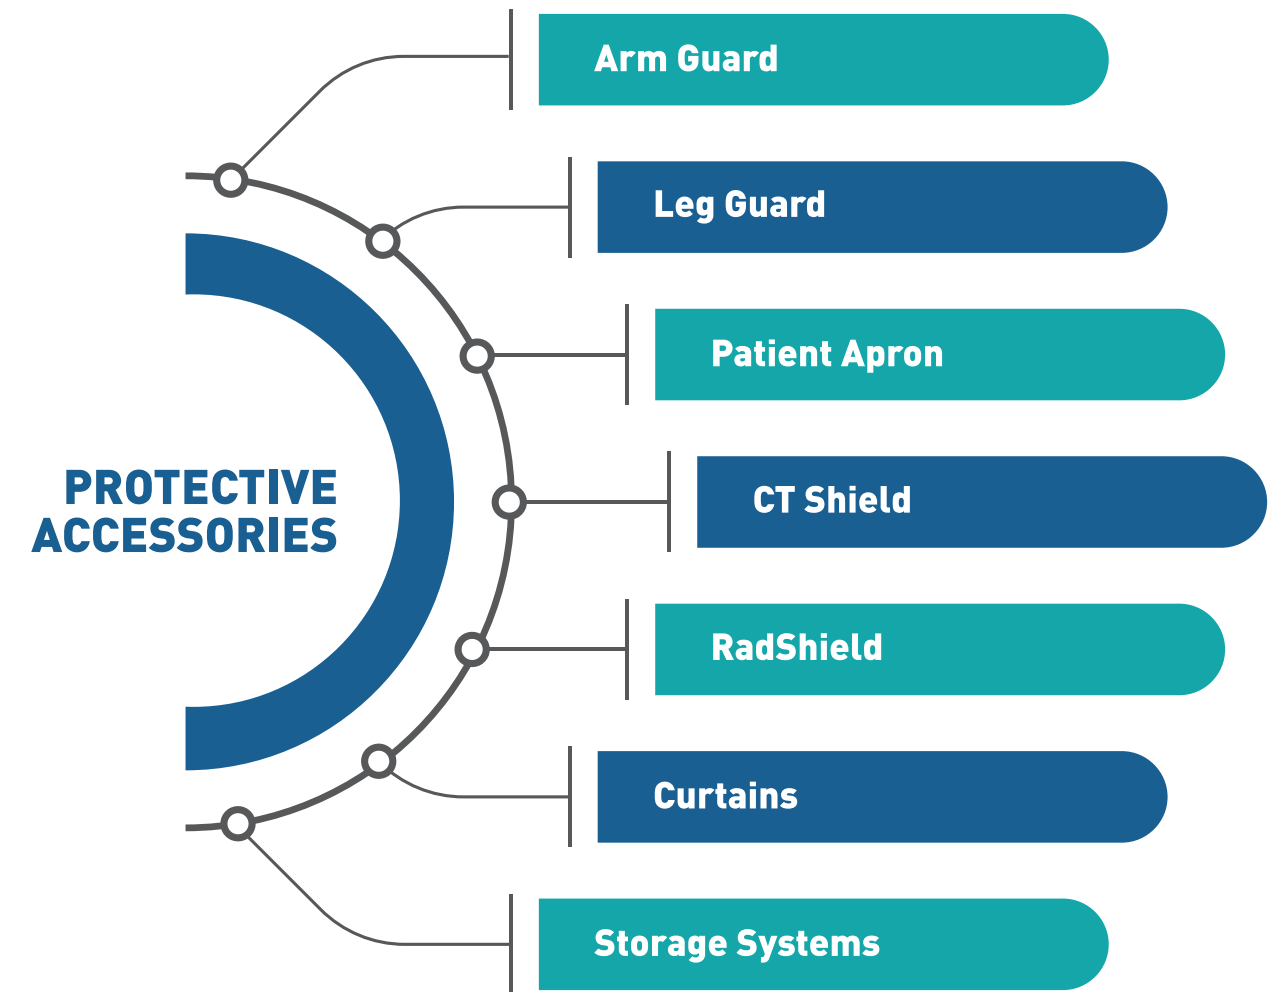 Arm Guard
Leg Guard
Patient Apron
PROTECTIVE
ACCESSORIES
CT Shield
RadShield
Curtains
Storage Systems